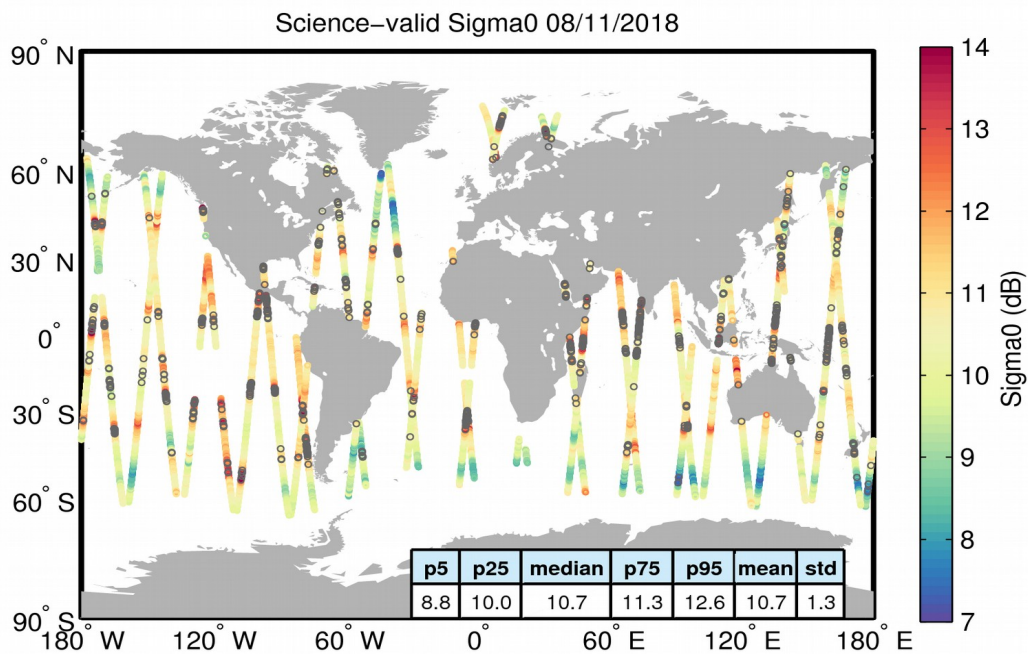 Science−valid Sigma0 08/11/2018
90° N
60° N
30° N
0°
30° S
60° S
90° S
180° W
120° W
60° W
0°
60° E
120° E
180° E
14
13
12
11
10
9
8
7
Sigma0 (dB)
p5 p25 median p75 p95 mean std
8.8 10.0 10.7 11.3 12.6 10.7 1.3